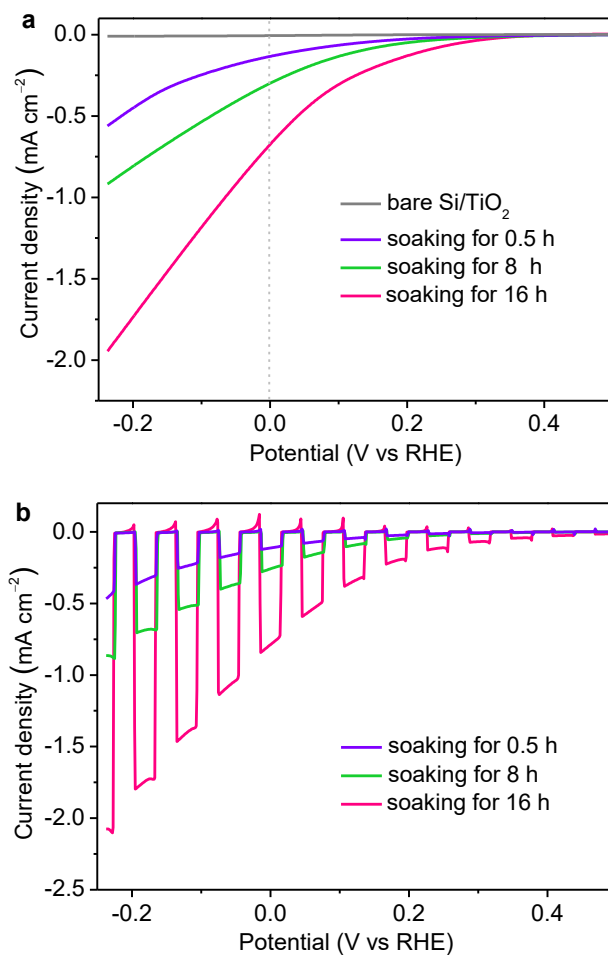 a
0.0
-0.5
-1.0
-1.5
-2.0
Current density (mA cm⁻²)
bare Si/TiO₂
soaking for 0.5 h
soaking for 8 h
soaking for 16 h
-0.2 0.0 0.2 0.4
Potential (V vs RHE)
b
0.0
-0.5
-1.0
-1.5
-2.0
-2.5
Current density (mA cm⁻²)
soaking for 0.5 h
soaking for 8 h
soaking for 16 h
-0.2 0.0 0.2 0.4
Potential (V vs RHE)